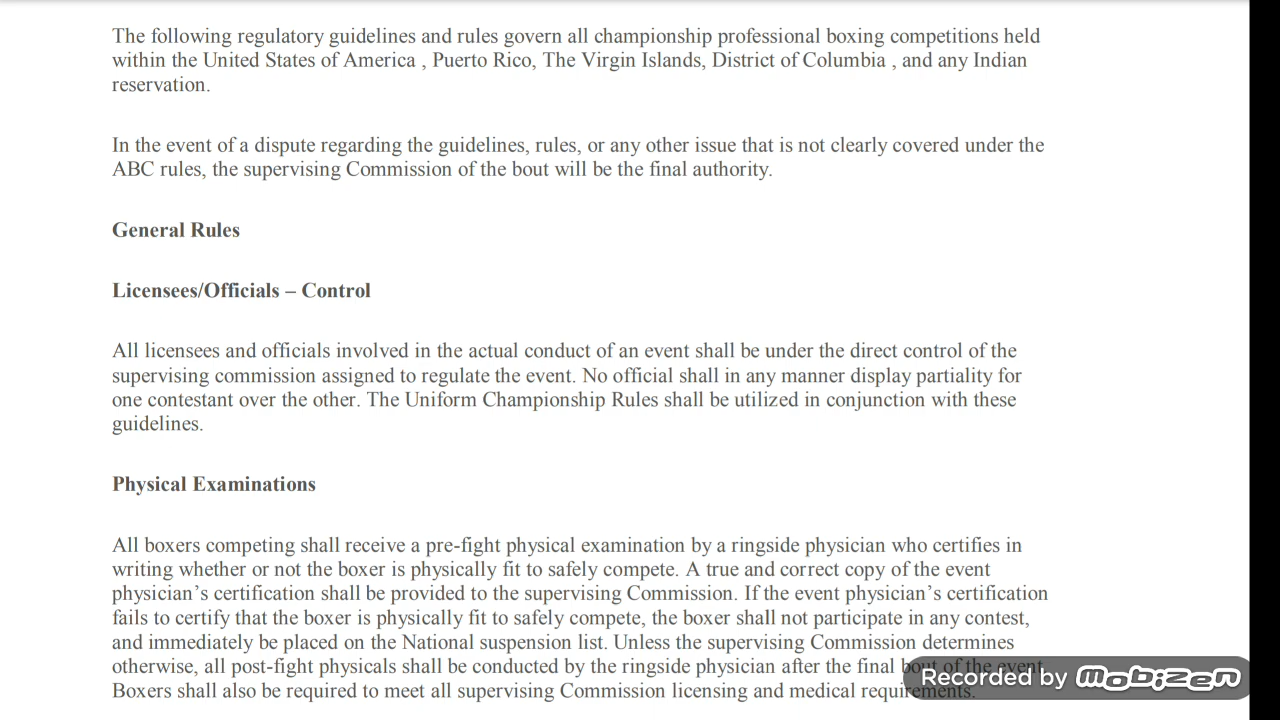 The following regulatory guidelines and rules govern all championship professional boxing competitions held
within the United States of America , Puerto Rico, The Virgin Islands, District of Columbia , and any Indian
reservation.
In the event of a dispute regarding the guidelines, rules, or any other issue that is not clearly covered under the
ABC rules, the supervising Commission of the bout will be the final authority.
General Rules
Licensees/Officials – Control
All licensees and officials involved in the actual conduct of an event shall be under the direct control of the
supervising commission assigned to regulate the event. No official shall in any manner display partiality for
one contestant over the other. The Uniform Championship Rules shall be utilized in conjunction with these
guidelines.
Physical Examinations
All boxers competing shall receive a pre-fight physical examination by a ringside physician who certifies in
writing whether or not the boxer is physically fit to safely compete. A true and correct copy of the event
physician’s certification shall be provided to the supervising Commission. If the event physician’s certification
fails to certify that the boxer is physically fit to safely compete, the boxer shall not participate in any contest,
and immediately be placed on the National suspension list. Unless the supervising Commission determines
otherwise, all post-fight physicals shall be conducted by the ringside physician after the final bout of the event.
Boxers shall also be required to meet all supervising Commission licensing and medical requirements.
Recorded by mobizen